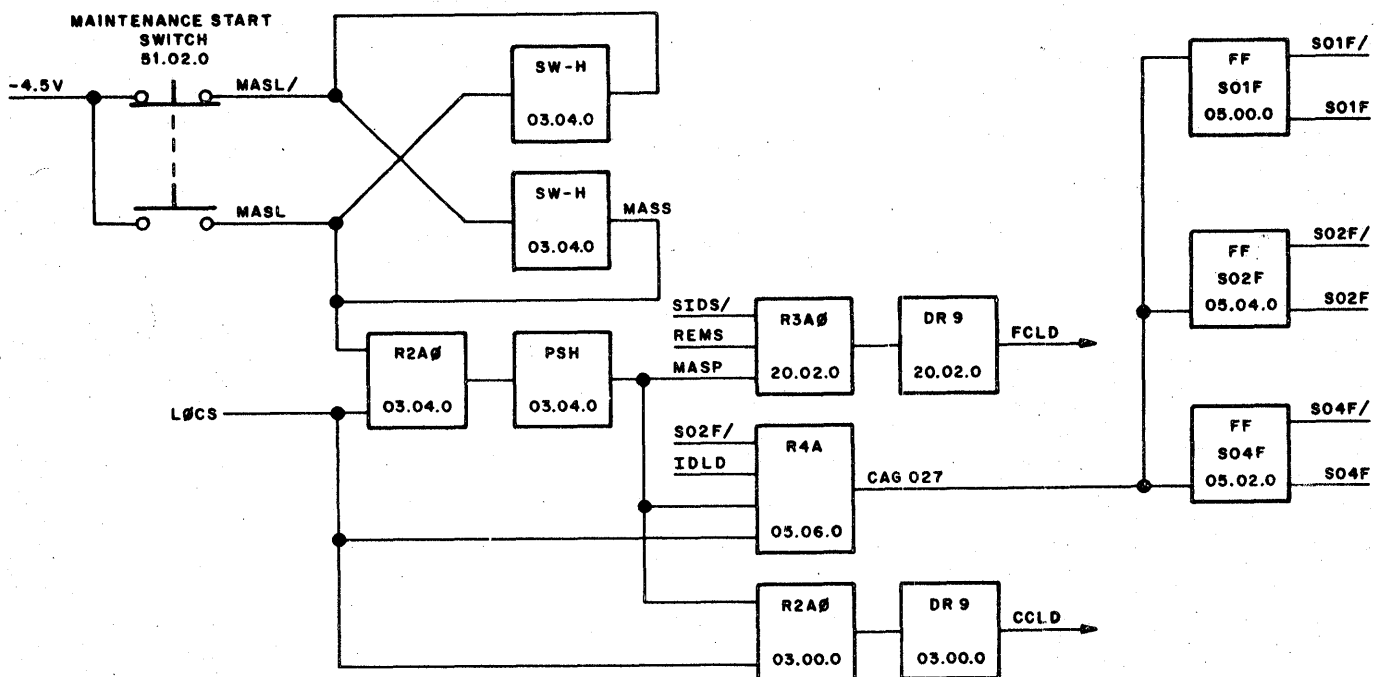 MAINTENANCE START
SWITCH
51.02.0
-4.5V
MASL/
MASL
SW-H
03.04.0
SW-H
03.04.0
MASS
LØCS
R2AØ
03.04.0
PSH
03.04.0
SIDS/
REMS
MASP
R3AØ
20.02.0
DR 9
20.02.0
FCLD
S02F/
IDLD
R4A
05.06.0
CAG 027
R2AØ
03.00.0
DR 9
03.00.0
CCLD
FF
S01F
05.00.0
S01F/
S01F
FF
S02F
05.04.0
S02F/
S02F
FF
S04F
05.02.0
S04F/
S04F